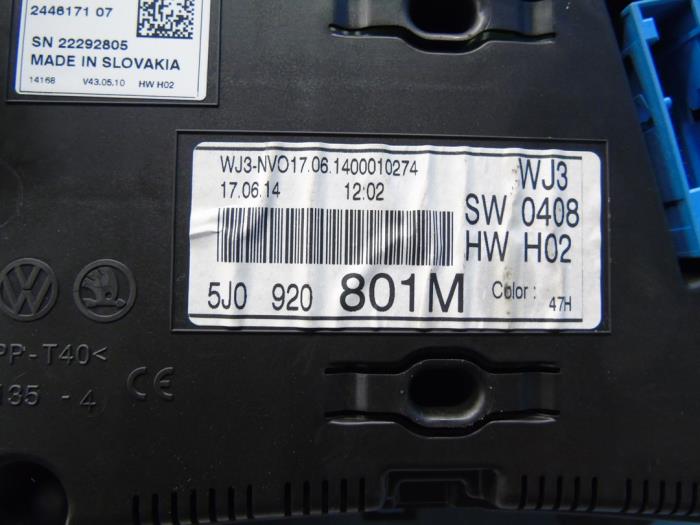 2446171 07
SN 22292805
MADE IN SLOVAKIA
14168 V43.05.10 HW H02
WJ3-NVO17.06.1400010274
17.06.14 12:02
WJ3
SW 0408
HW H02
5J0 920 801M Color: 47H
PP-T40<
135 - 4
CE